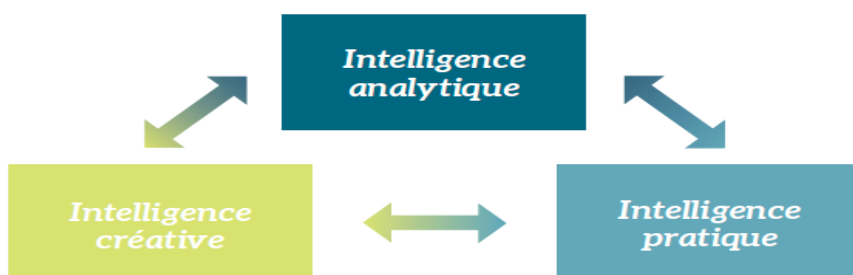 Intelligence
analytique
Intelligence
créative
Intelligence
pratique